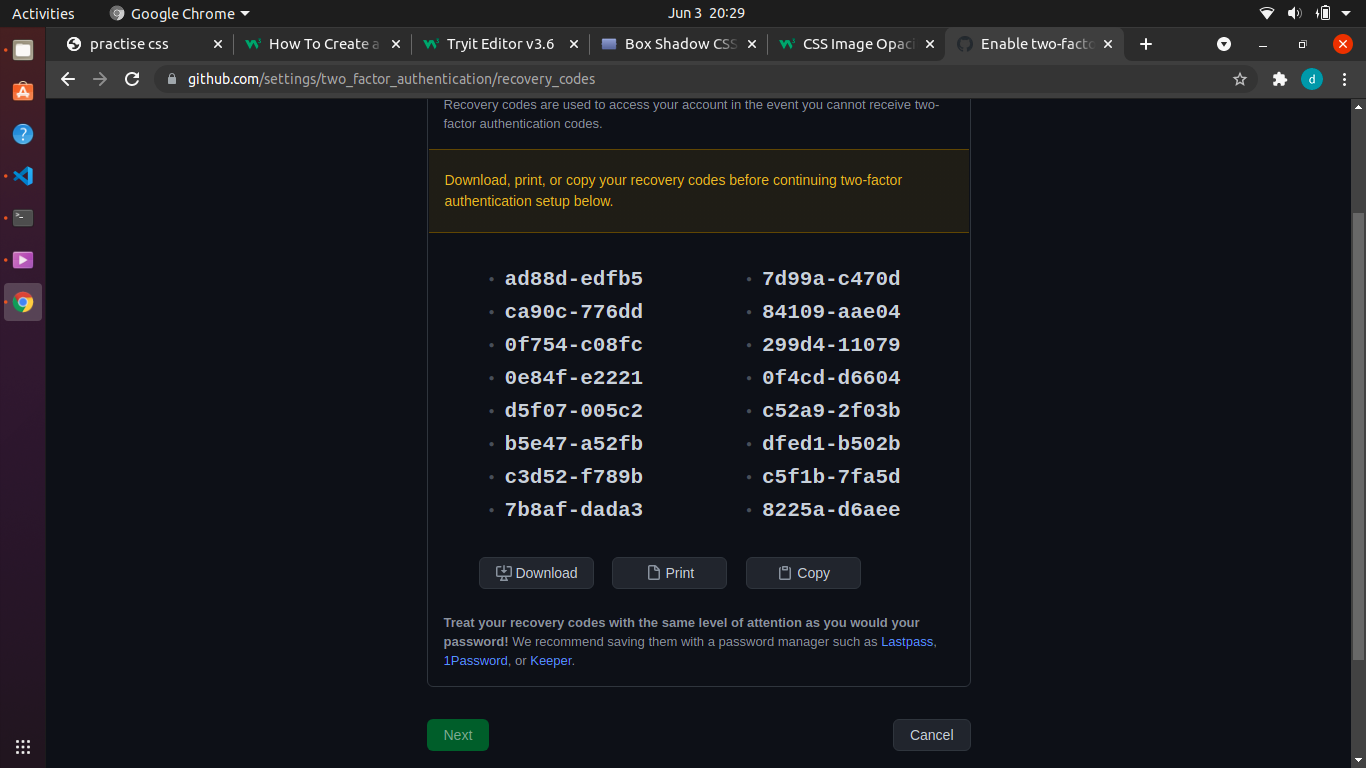 Activities
Google Chrome
Jun 3 20:29
practise css
How To Create a
Tryit Editor v3.6
Box Shadow CSS
CSS Image Opaci
Enable two-facto
github.com/settings/two_factor_authentication/recovery_codes
d
Recovery codes are used to access your account in the event you cannot receive two-
factor authentication codes.
Download, print, or copy your recovery codes before continuing two-factor
authentication setup below.
ad88d-edfb5 7d99a-c470d
ca90c-776dd 84109-aae04
0f754-c08fc 299d4-11079
0e84f-e2221 0f4cd-d6604
d5f07-005c2 c52a9-2f03b
b5e47-a52fb dfed1-b502b
c3d52-f789b c5f1b-7fa5d
7b8af-dada3 8225a-d6aee
Download Print Copy
Treat your recovery codes with the same level of attention as you would your
password! We recommend saving them with a password manager such as Lastpass,
1Password, or Keeper.
Next Cancel